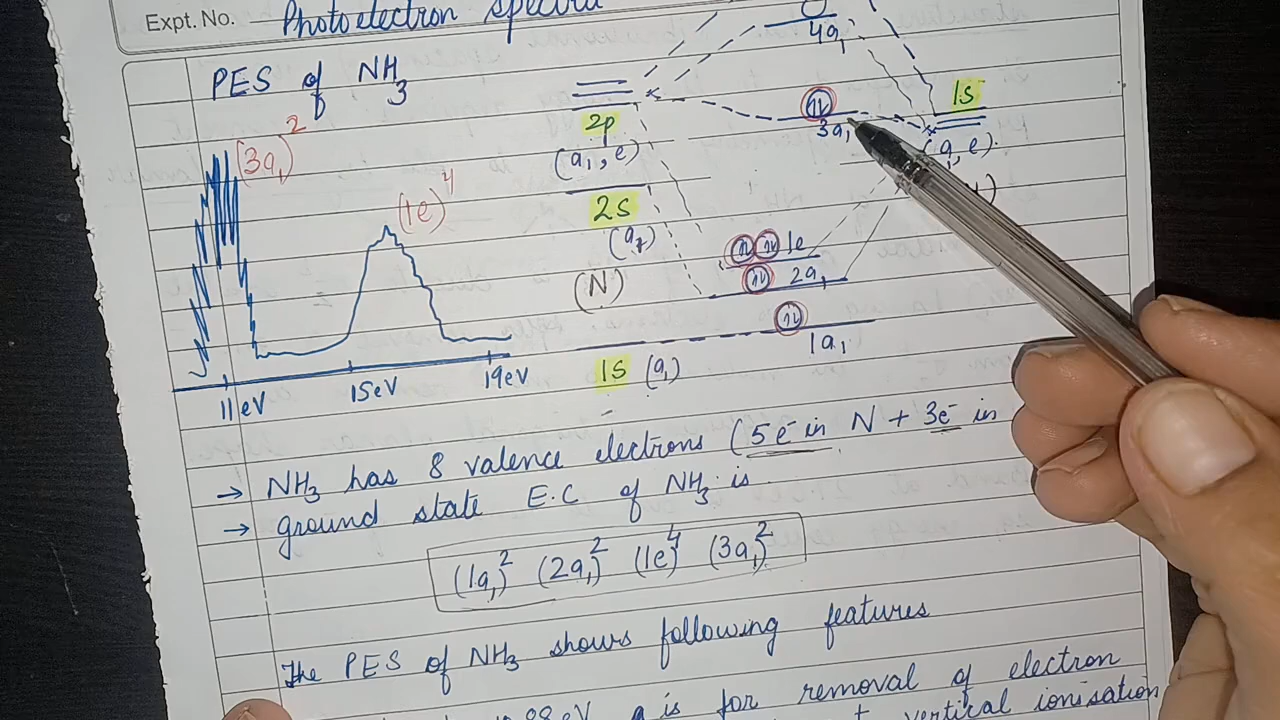 Expt. No. Photoelectron spectra
PES of NH3
(3a1)2
(1e)4
11eV 15eV 19eV
4a1
2p
(a1, e)
3a1
1s
(a1, e)
2s
(N)
1e
2a1
1a1
1s (a1)
→ NH3 has 8 valence electrons (5e- in N + 3e- in
→ ground state E.C of NH3 is
(1a1)2 (2a1)2 (1e)4 (3a1)2
The PES of NH3 shows following features
is for removal of electron
vertical ionisation